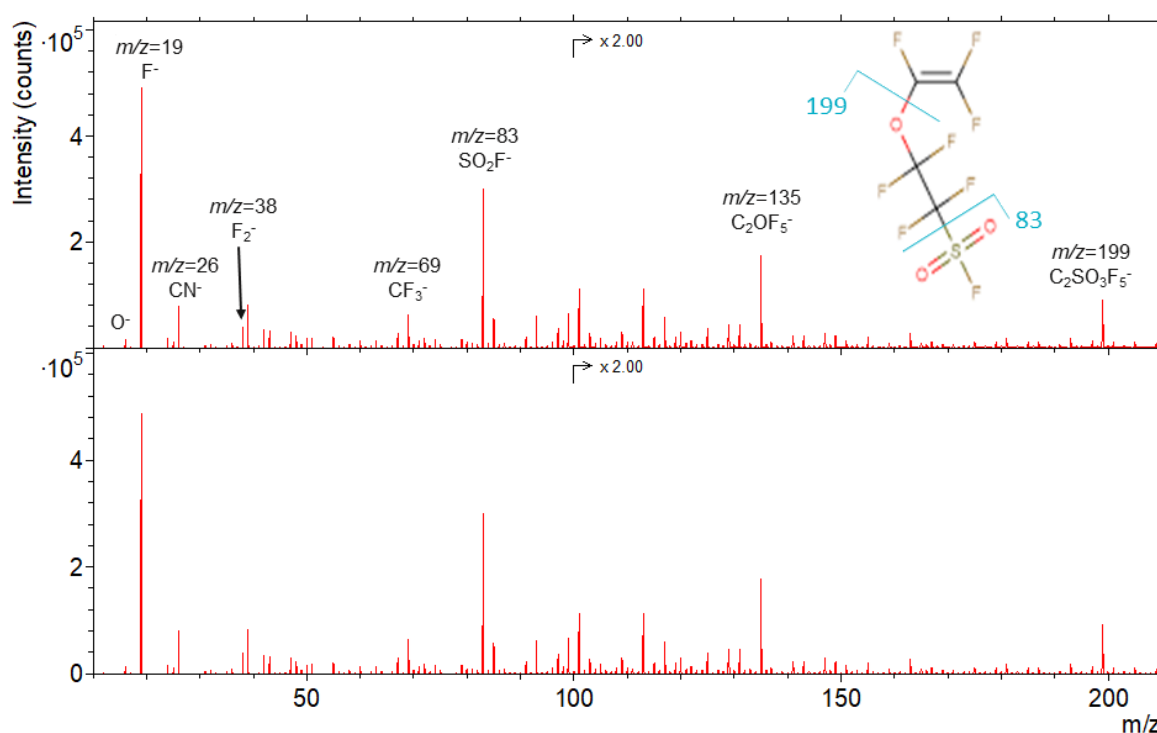 ·10⁵
Intensity (counts)
4
2
m/z=19
F⁻
O⁻
m/z=26
CN⁻
m/z=38
F₂⁻
m/z=69
CF₃⁻
m/z=83
SO₂F⁻
x 2.00
m/z=135
C₂OF₅⁻
m/z=199
C₂SO₃F₅⁻
199
83
F
F
F
O
F
F
F
F
O
S
O
F
·10⁵
4
2
0
x 2.00
50
100
150
200
m/z